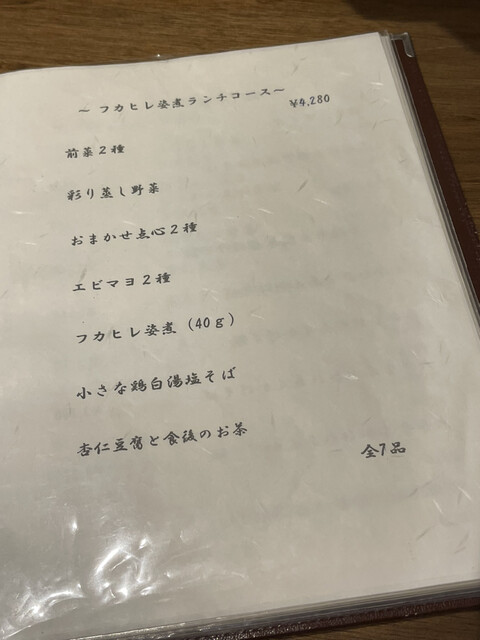 ～フカヒレ姿煮ランチコース～
¥4,280
前菜2種
彩り蒸し野菜
おまかせ点心2種
エビマヨ2種
フカヒレ姿煮(40g)
小さな鶏白湯塩そば
杏仁豆腐と食後のお茶
全7品